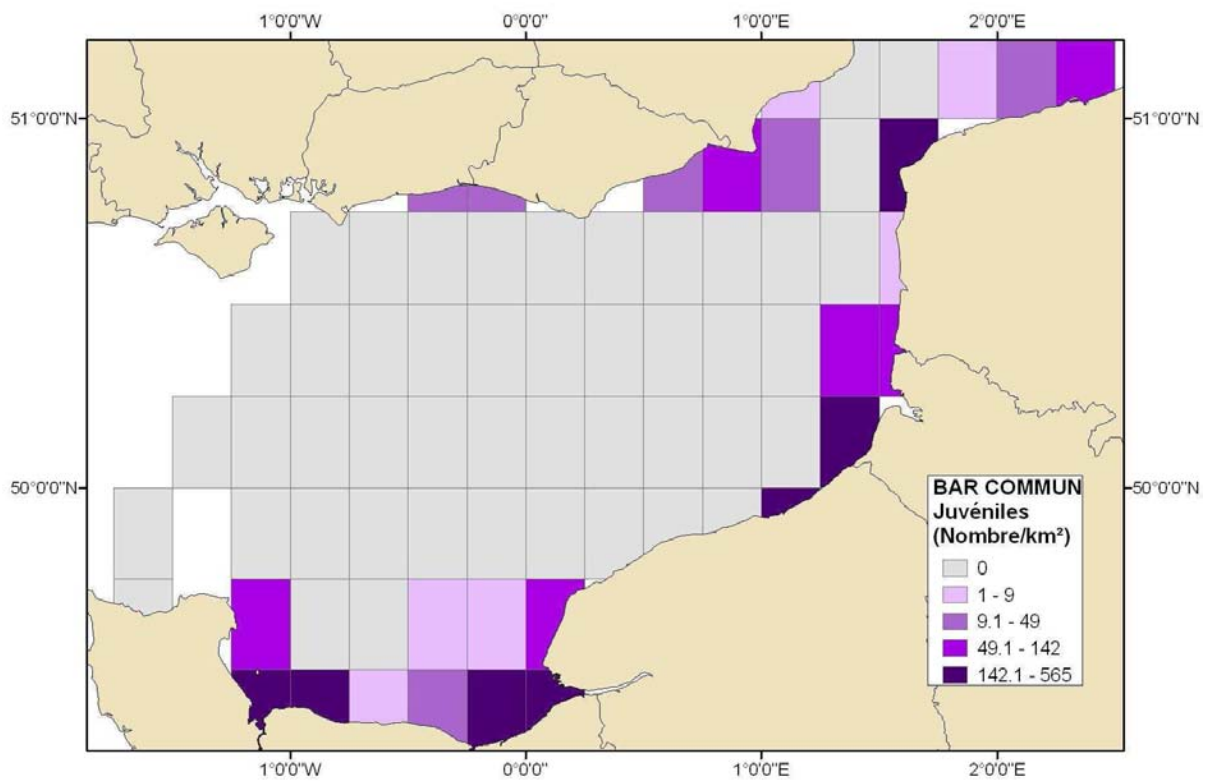 1°0'0"W 0°0'0" 1°0'0"E 2°0'0"E
51°0'0"N 51°0'0"N
50°0'0"N 50°0'0"N
BAR COMMUN
Juvéniles
(Nombre/km²)
0
1 - 9
9.1 - 49
49.1 - 142
142.1 - 565
1°0'0"W 0°0'0" 1°0'0"E 2°0'0"E